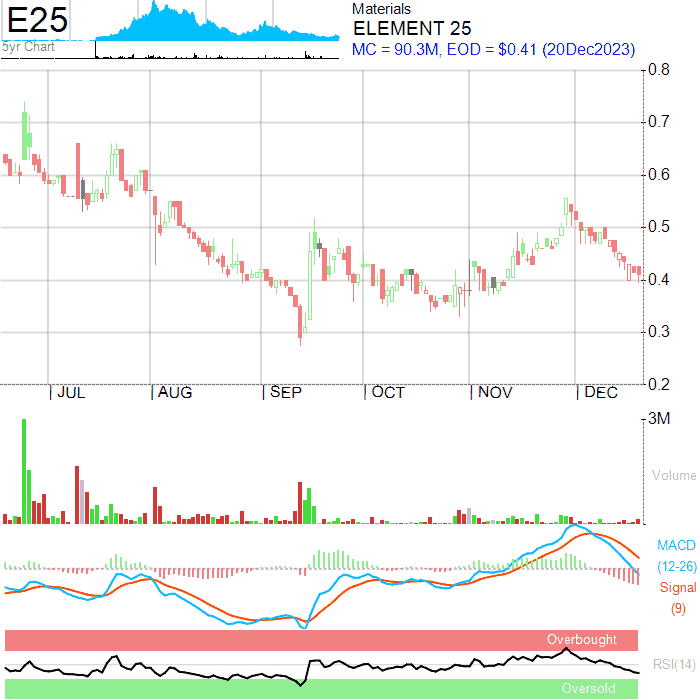 E25
5yr Chart
Materials
ELEMENT 25
MC = 90.3M, EOD = $0.41 (20Dec2023)
0.8
0.7
0.6
0.5
0.4
0.3
0.2
JUL AUG SEP OCT NOV DEC
3M
Volume
MACD
(12-26)
Signal
(9)
Overbought
RSI(14)
Oversold